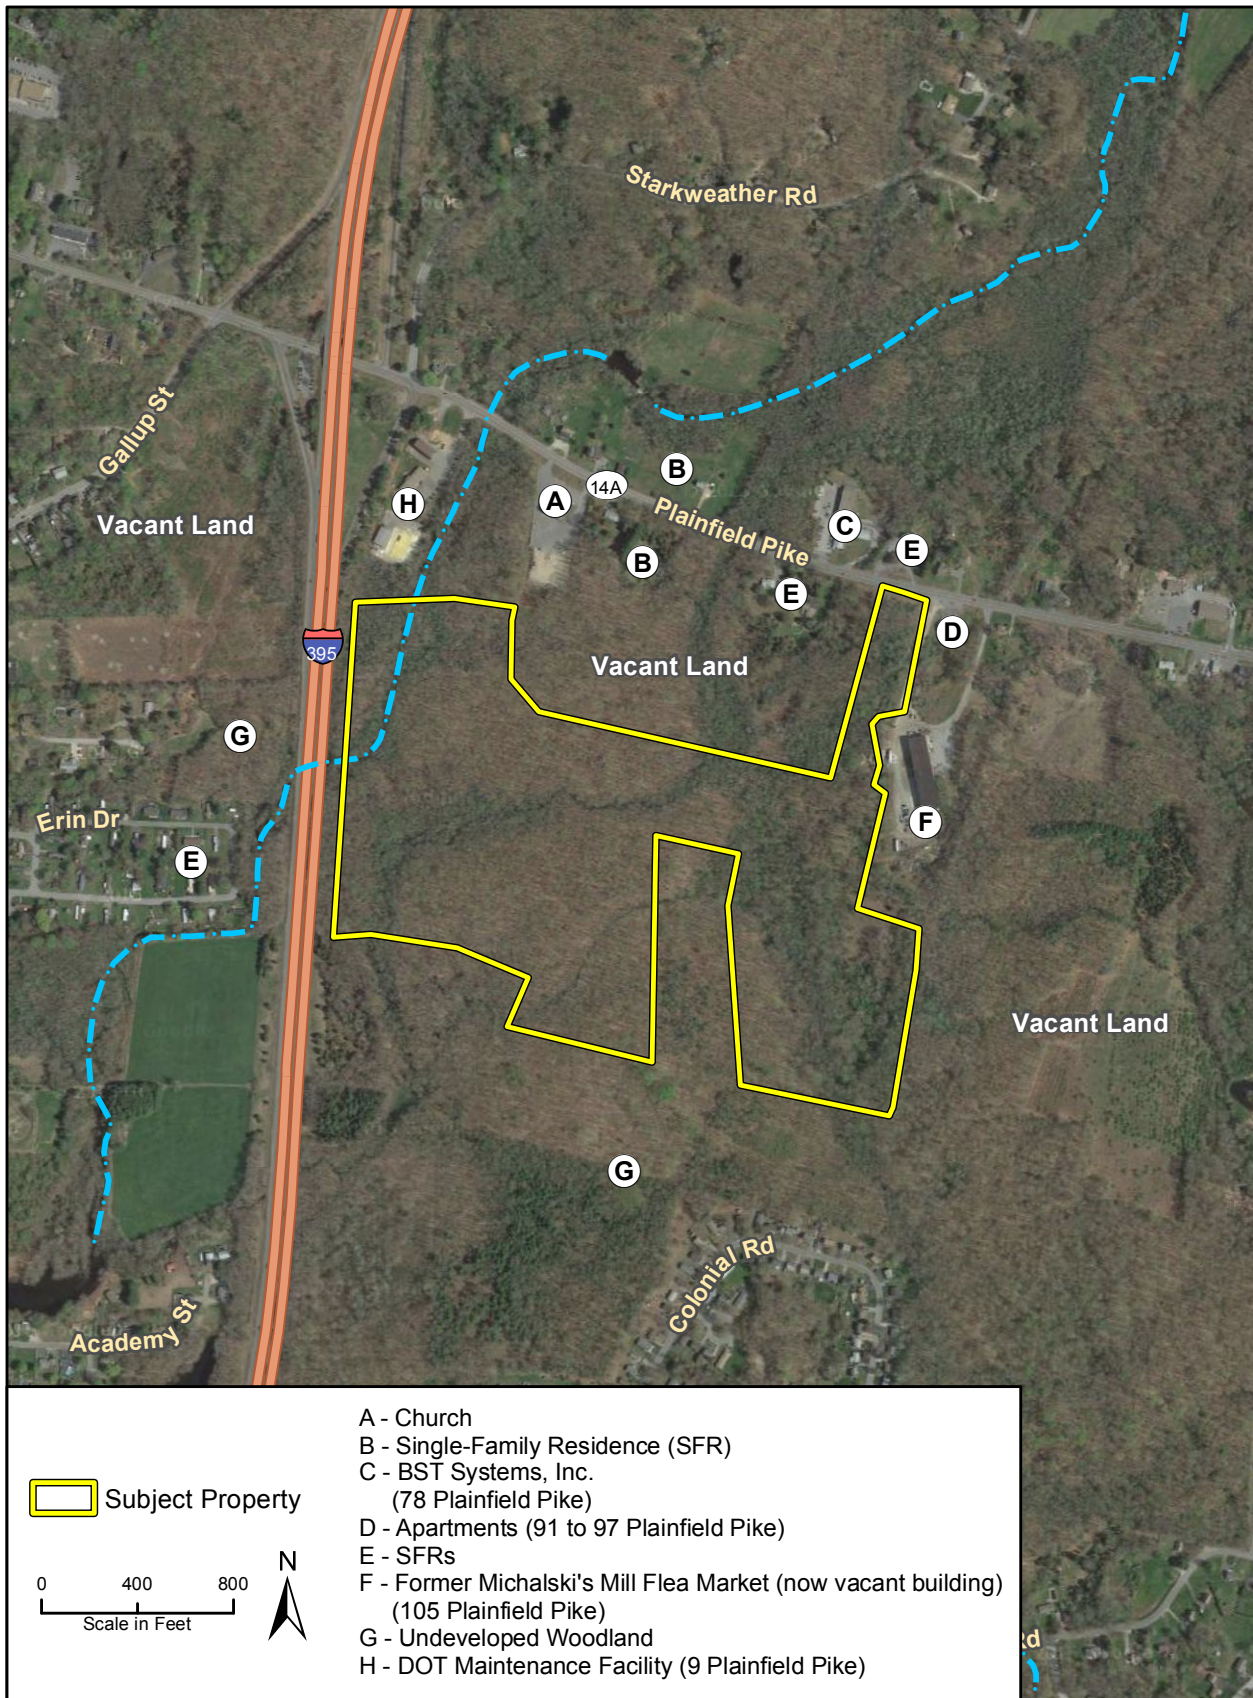 Starkweather Rd
Gallup St
Vacant Land
H
A
14A
B
Plainfield Pike
C
E
B
E
D
395
Vacant Land
G
Erin Dr
E
F
Vacant Land
G
Colonial Rd
Academy St
Rd
Subject Property
0 400 800
Scale in Feet
N
A - Church
B - Single-Family Residence (SFR)
C - BST Systems, Inc.
(78 Plainfield Pike)
D - Apartments (91 to 97 Plainfield Pike)
E - SFRs
F - Former Michalski's Mill Flea Market (now vacant building)
(105 Plainfield Pike)
G - Undeveloped Woodland
H - DOT Maintenance Facility (9 Plainfield Pike)